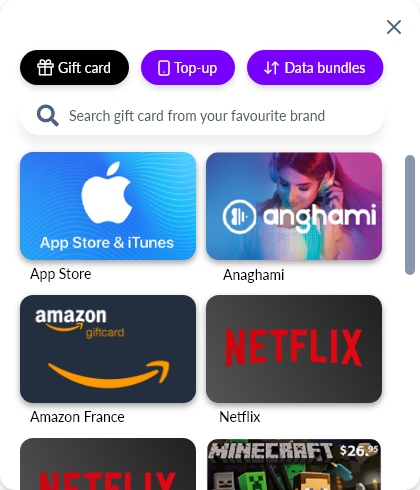 Gift card
Top-up
Data bundles
Search gift card from your favourite brand
App Store & iTunes
anghami
App Store
Anaghami
amazon
giftcard
NETFLIX
Amazon France
Netflix
NETFLIX
MINECRAFT
$26.95